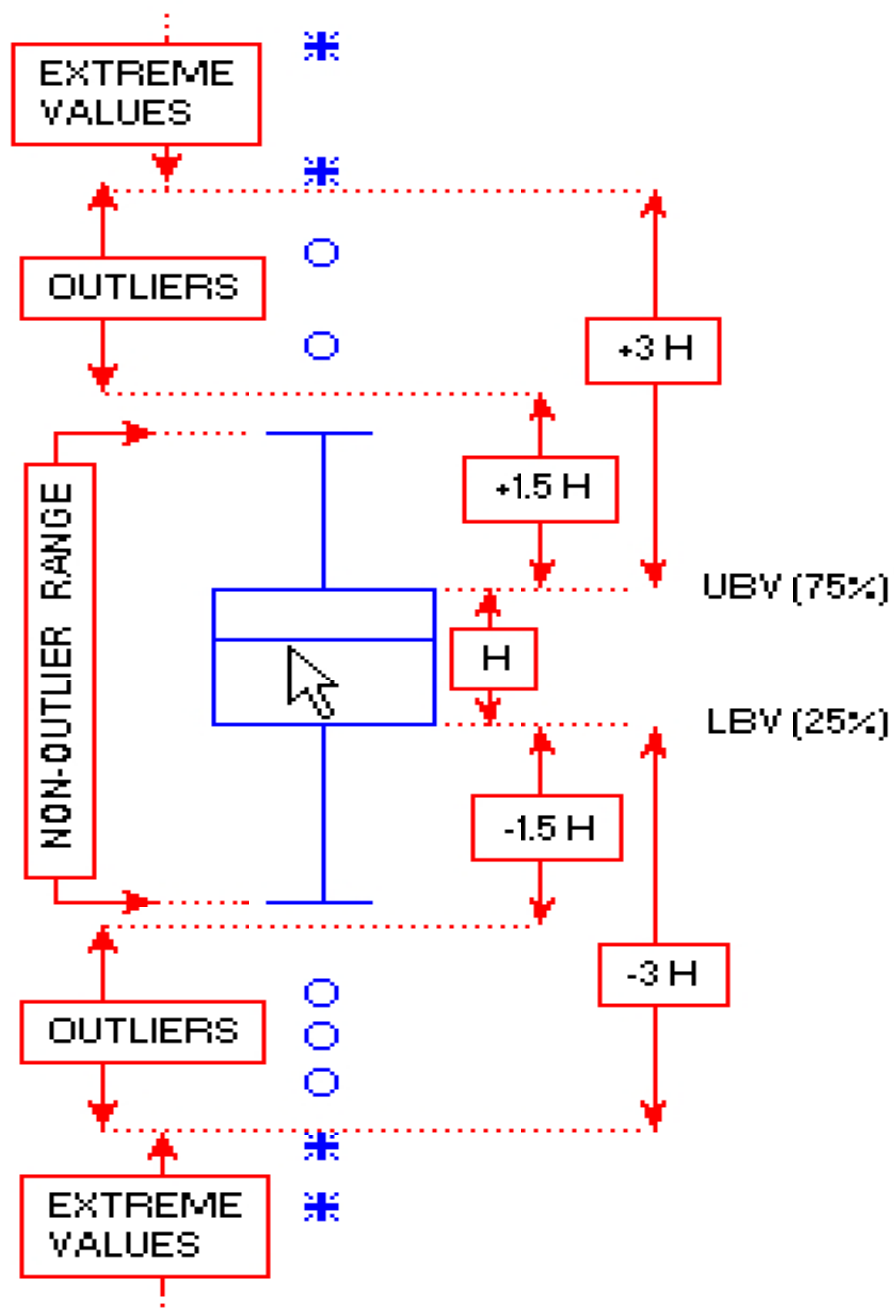 EXTREME
VALUES
OUTLIERS
+3 H
+1.5 H
NON-OUTLIER RANGE
UBV (75%)
H
LBV (25%)
-1.5 H
-3 H
OUTLIERS
EXTREME
VALUES